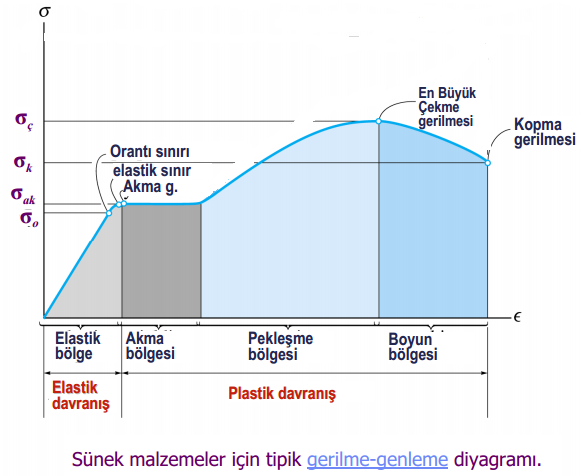 σ
σç
En Büyük
Çekme
gerilmesi
Kopma
gerilmesi
σk
Orantı sınırı
elastik sınır
Akma g.
σak
σo
ϵ
Elastik
bölge
Akma
bölgesi
Pekleşme
bölgesi
Boyun
bölgesi
Elastik
davranış
Plastik davranış
Sünek malzemeler için tipik gerilme-genleme diyagramı.